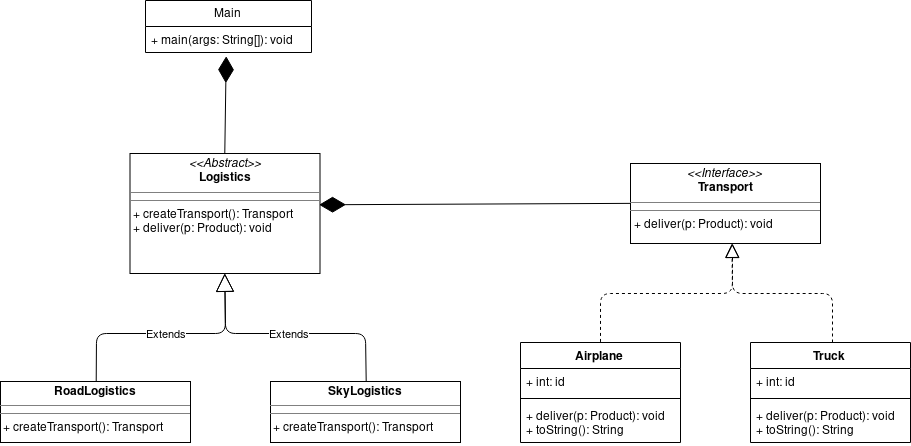 Main
+ main(args: String[]): void
<<Abstract>>
Logistics
+ createTransport(): Transport
+ deliver(p: Product): void
<<Interface>>
Transport
+ deliver(p: Product): void
Extends
Extends
RoadLogistics
+ createTransport(): Transport
SkyLogistics
+ createTransport(): Transport
Airplane
+ int: id
+ deliver(p: Product): void
+ toString(): String
Truck
+ int: id
+ deliver(p: Product): void
+ toString(): String